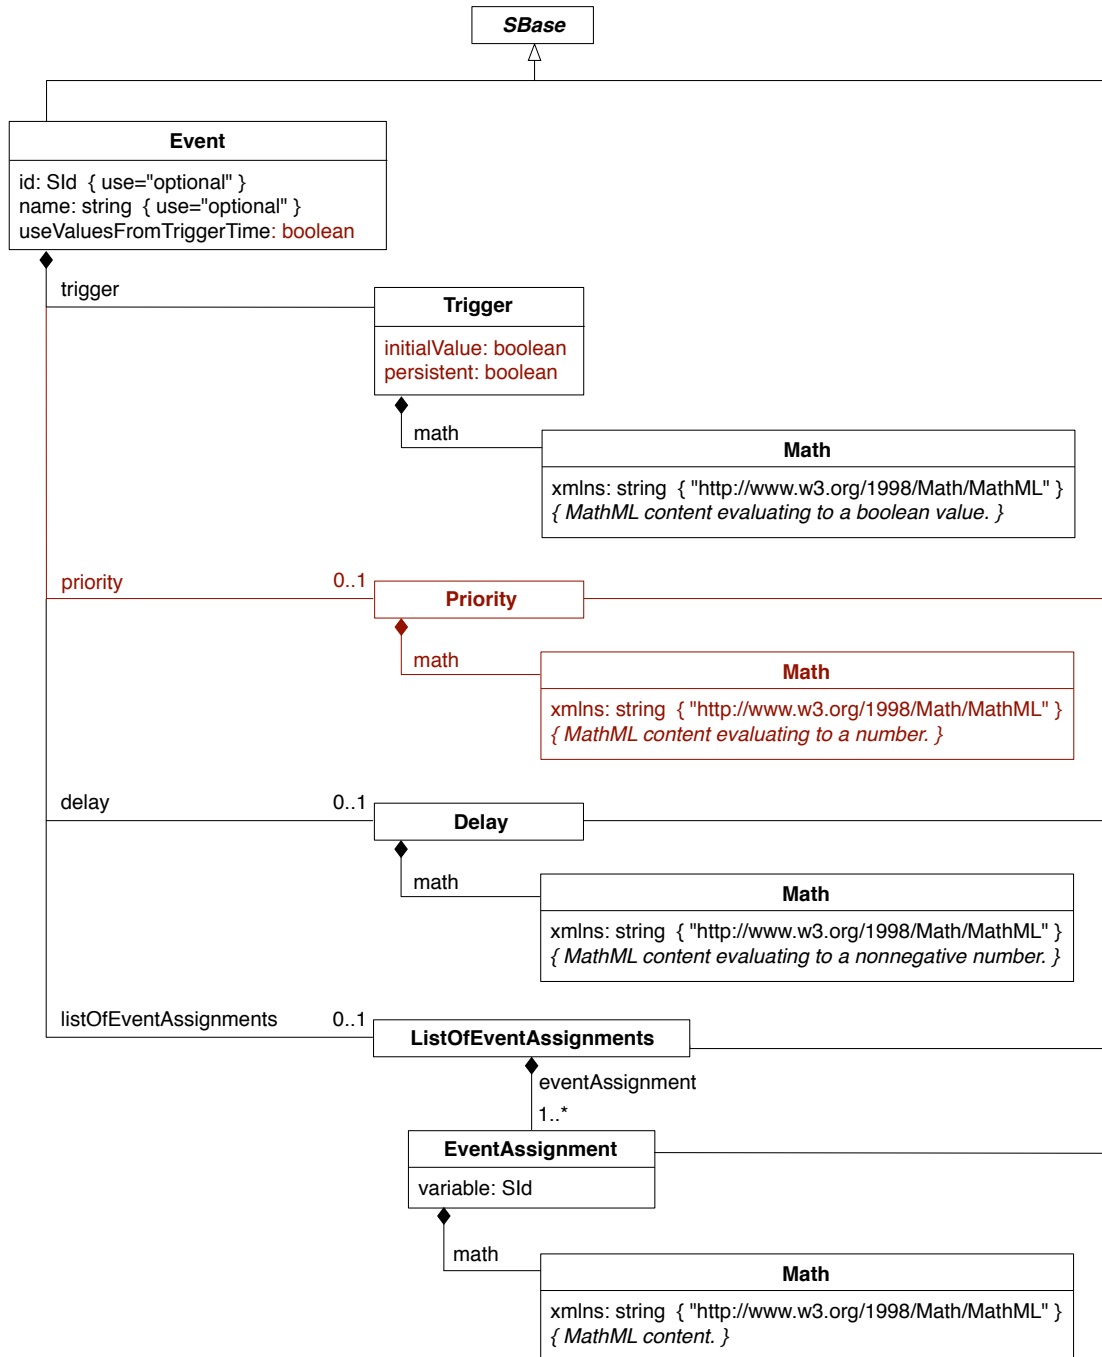 SBase
Event
id: SId { use="optional" }
name: string { use="optional" }
useValuesFromTriggerTime: boolean
trigger
Trigger
initialValue: boolean
persistent: boolean
math
Math
xmlns: string { "http://www.w3.org/1998/Math/MathML" }
{ MathML content evaluating to a boolean value. }
priority 0..1
Priority
math
Math
xmlns: string { "http://www.w3.org/1998/Math/MathML" }
{ MathML content evaluating to a number. }
delay 0..1
Delay
math
Math
xmlns: string { "http://www.w3.org/1998/Math/MathML" }
{ MathML content evaluating to a nonnegative number. }
listOfEventAssignments 0..1
ListOfEventAssignments
eventAssignment
1..*
EventAssignment
variable: SId
math
Math
xmlns: string { "http://www.w3.org/1998/Math/MathML" }
{ MathML content. }